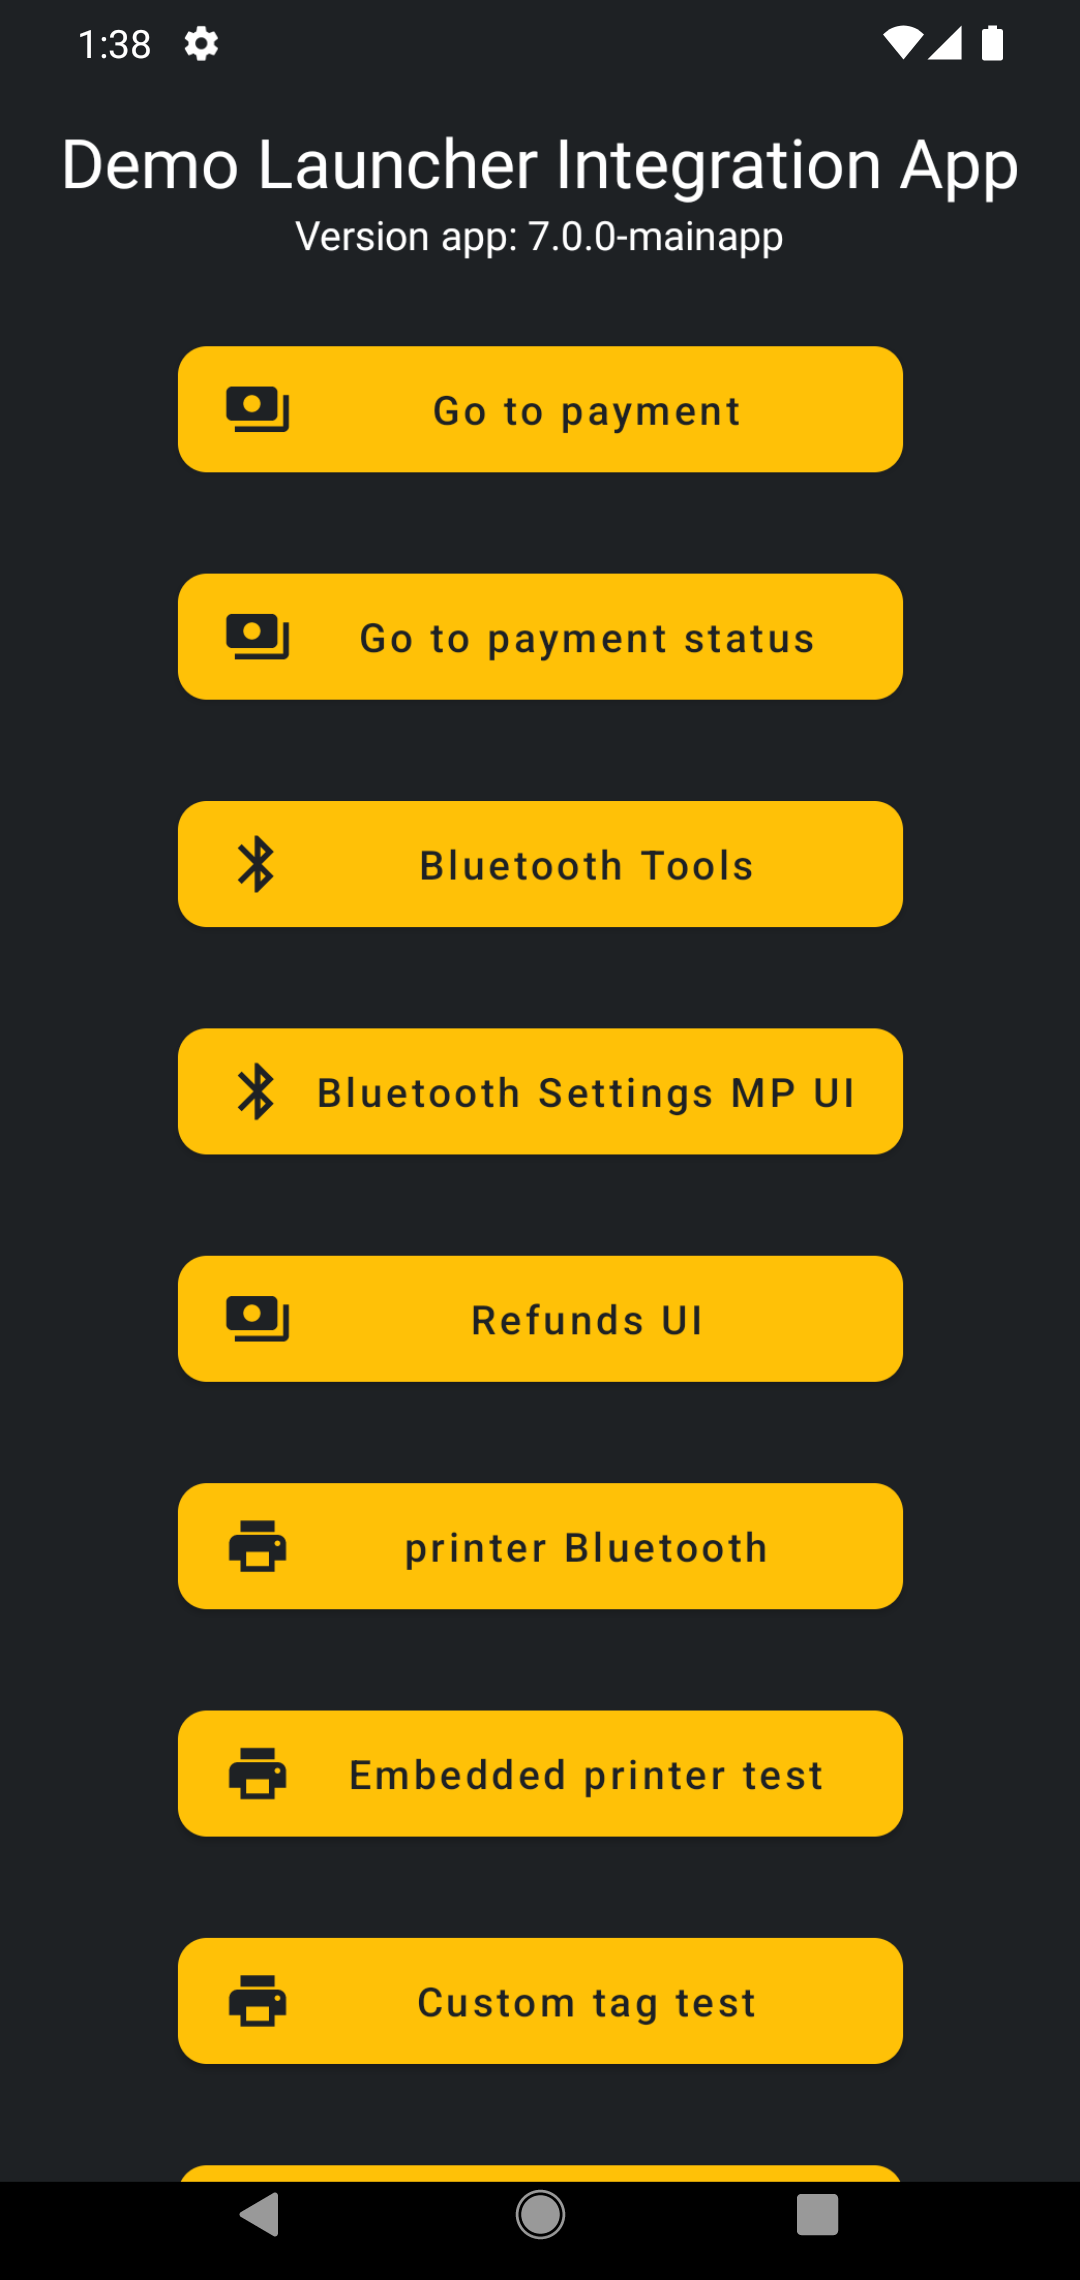 1:38
Demo Launcher Integration App
Version app: 7.0.0-mainapp
Go to payment
Go to payment status
Bluetooth Tools
Bluetooth Settings MP UI
Refunds UI
printer Bluetooth
Embedded printer test
Custom tag test